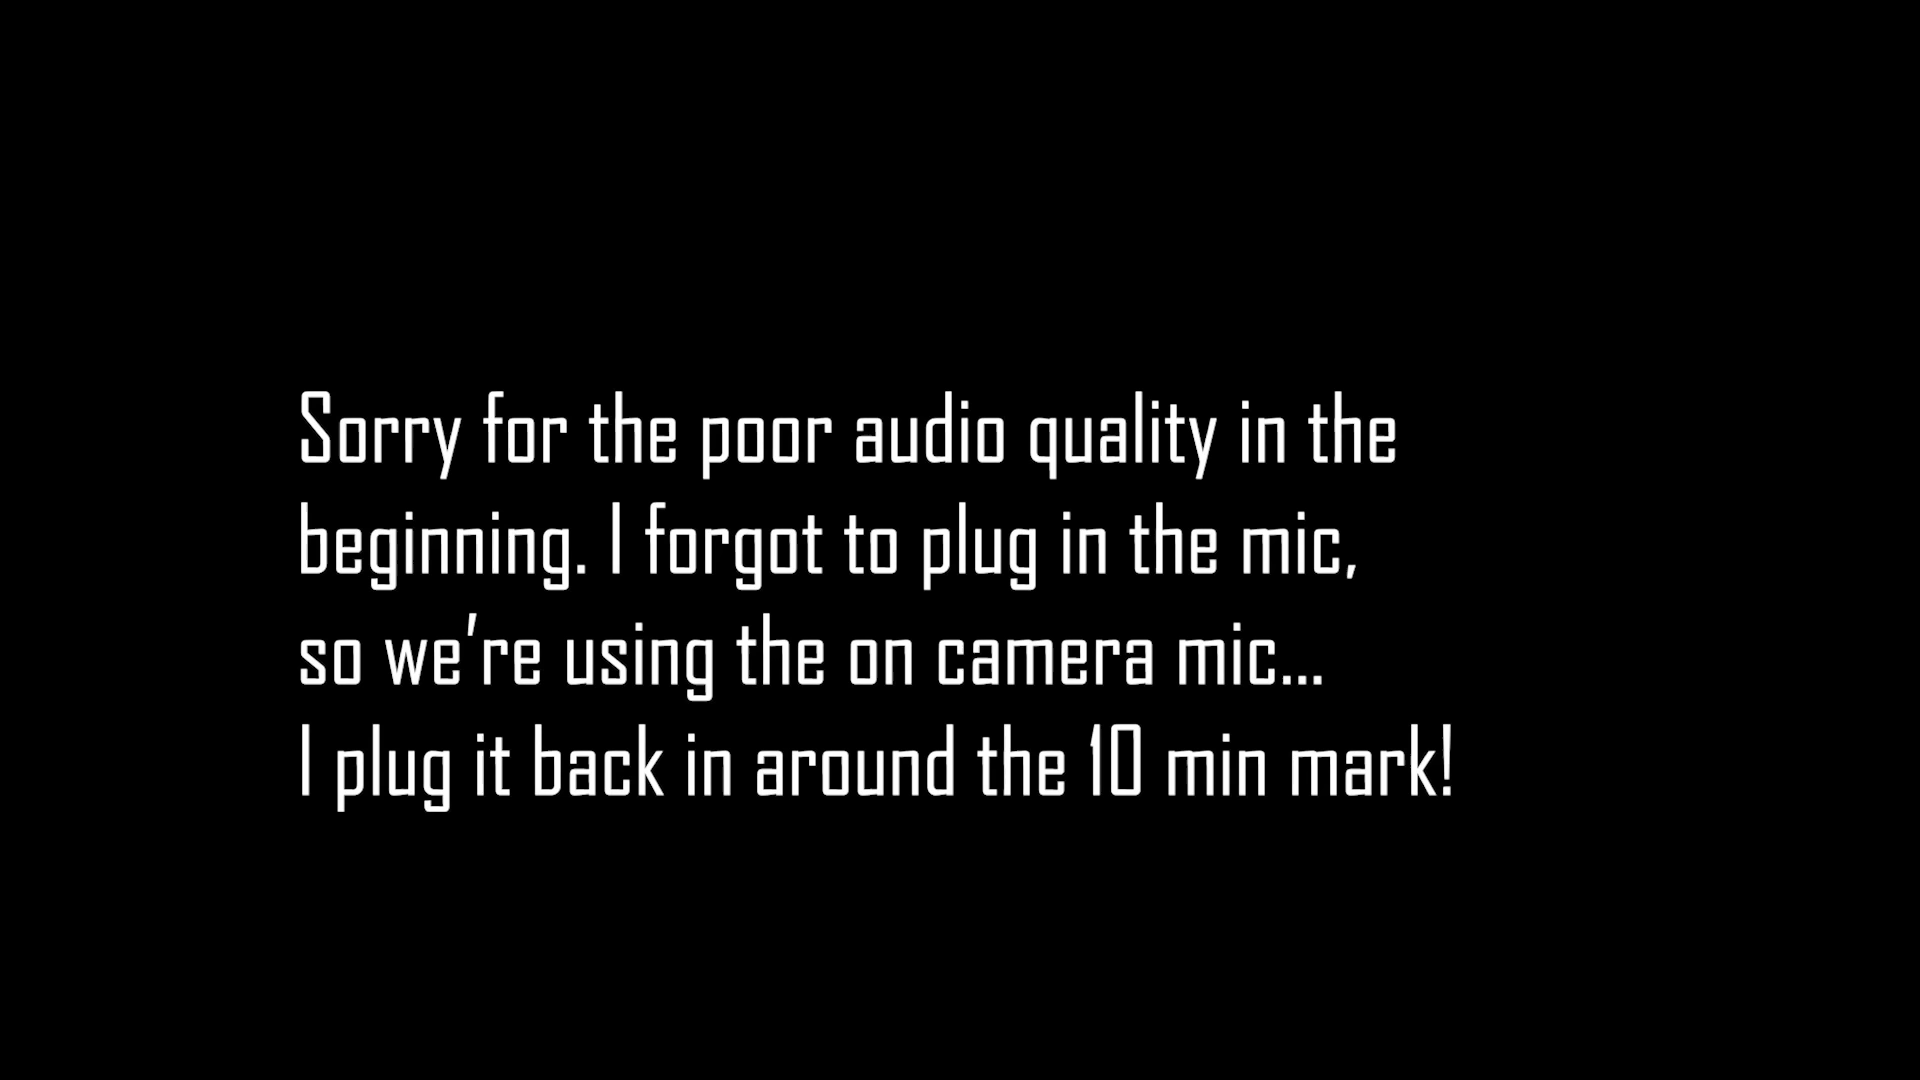 Sorry for the poor audio quality in the
beginning. I forgot to plug in the mic,
so we're using the on camera mic...
I plug it back in around the 10 min mark!